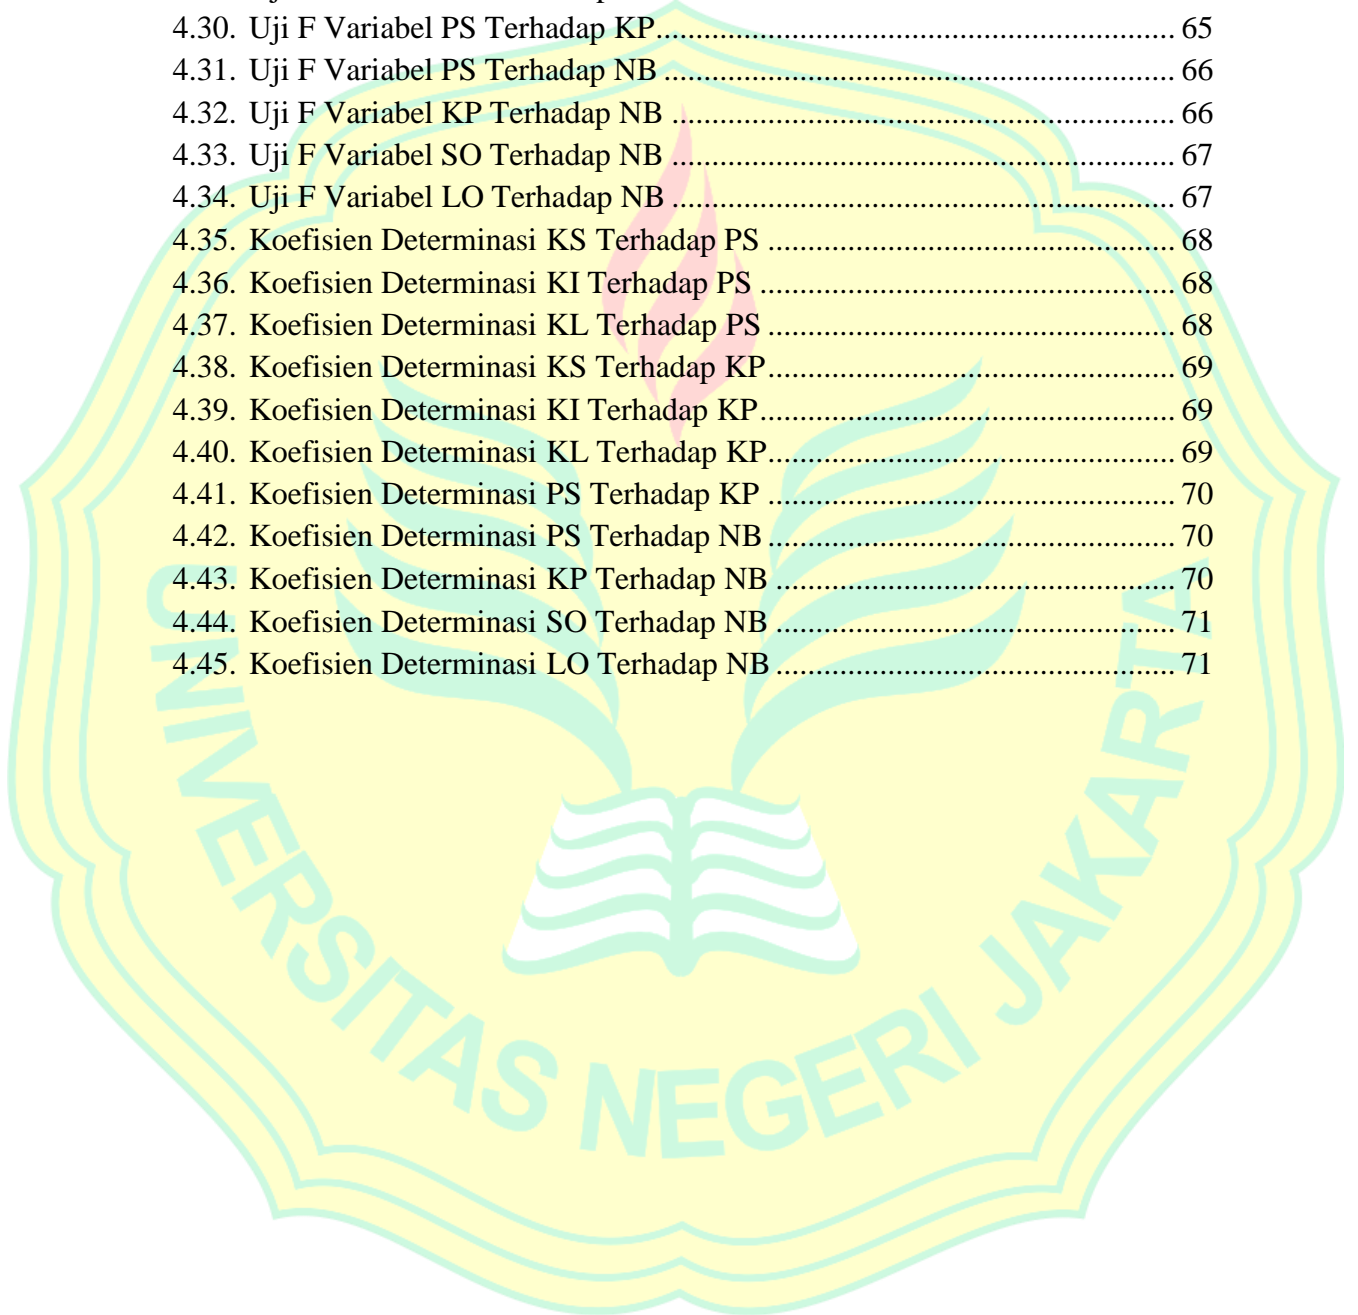 4.30. Uji F Variabel PS Terhadap KP.................................................................. 65
4.31. Uji F Variabel PS Terhadap NB ................................................................. 66
4.32. Uji F Variabel KP Terhadap NB ................................................................ 66
4.33. Uji F Variabel SO Terhadap NB ................................................................ 67
4.34. Uji F Variabel LO Terhadap NB ................................................................ 67
4.35. Koefisien Determinasi KS Terhadap PS .................................................... 68
4.36. Koefisien Determinasi KI Terhadap PS ..................................................... 68
4.37. Koefisien Determinasi KL Terhadap PS .................................................... 68
4.38. Koefisien Determinasi KS Terhadap KP.................................................... 69
4.39. Koefisien Determinasi KI Terhadap KP..................................................... 69
4.40. Koefisien Determinasi KL Terhadap KP.................................................... 69
4.41. Koefisien Determinasi PS Terhadap KP .................................................... 70
4.42. Koefisien Determinasi PS Terhadap NB .................................................... 70
4.43. Koefisien Determinasi KP Terhadap NB ................................................... 70
4.44. Koefisien Determinasi SO Terhadap NB ................................................... 71
4.45. Koefisien Determinasi LO Terhadap NB ................................................... 71
UNIVERSITAS NEGERI JAKARTA